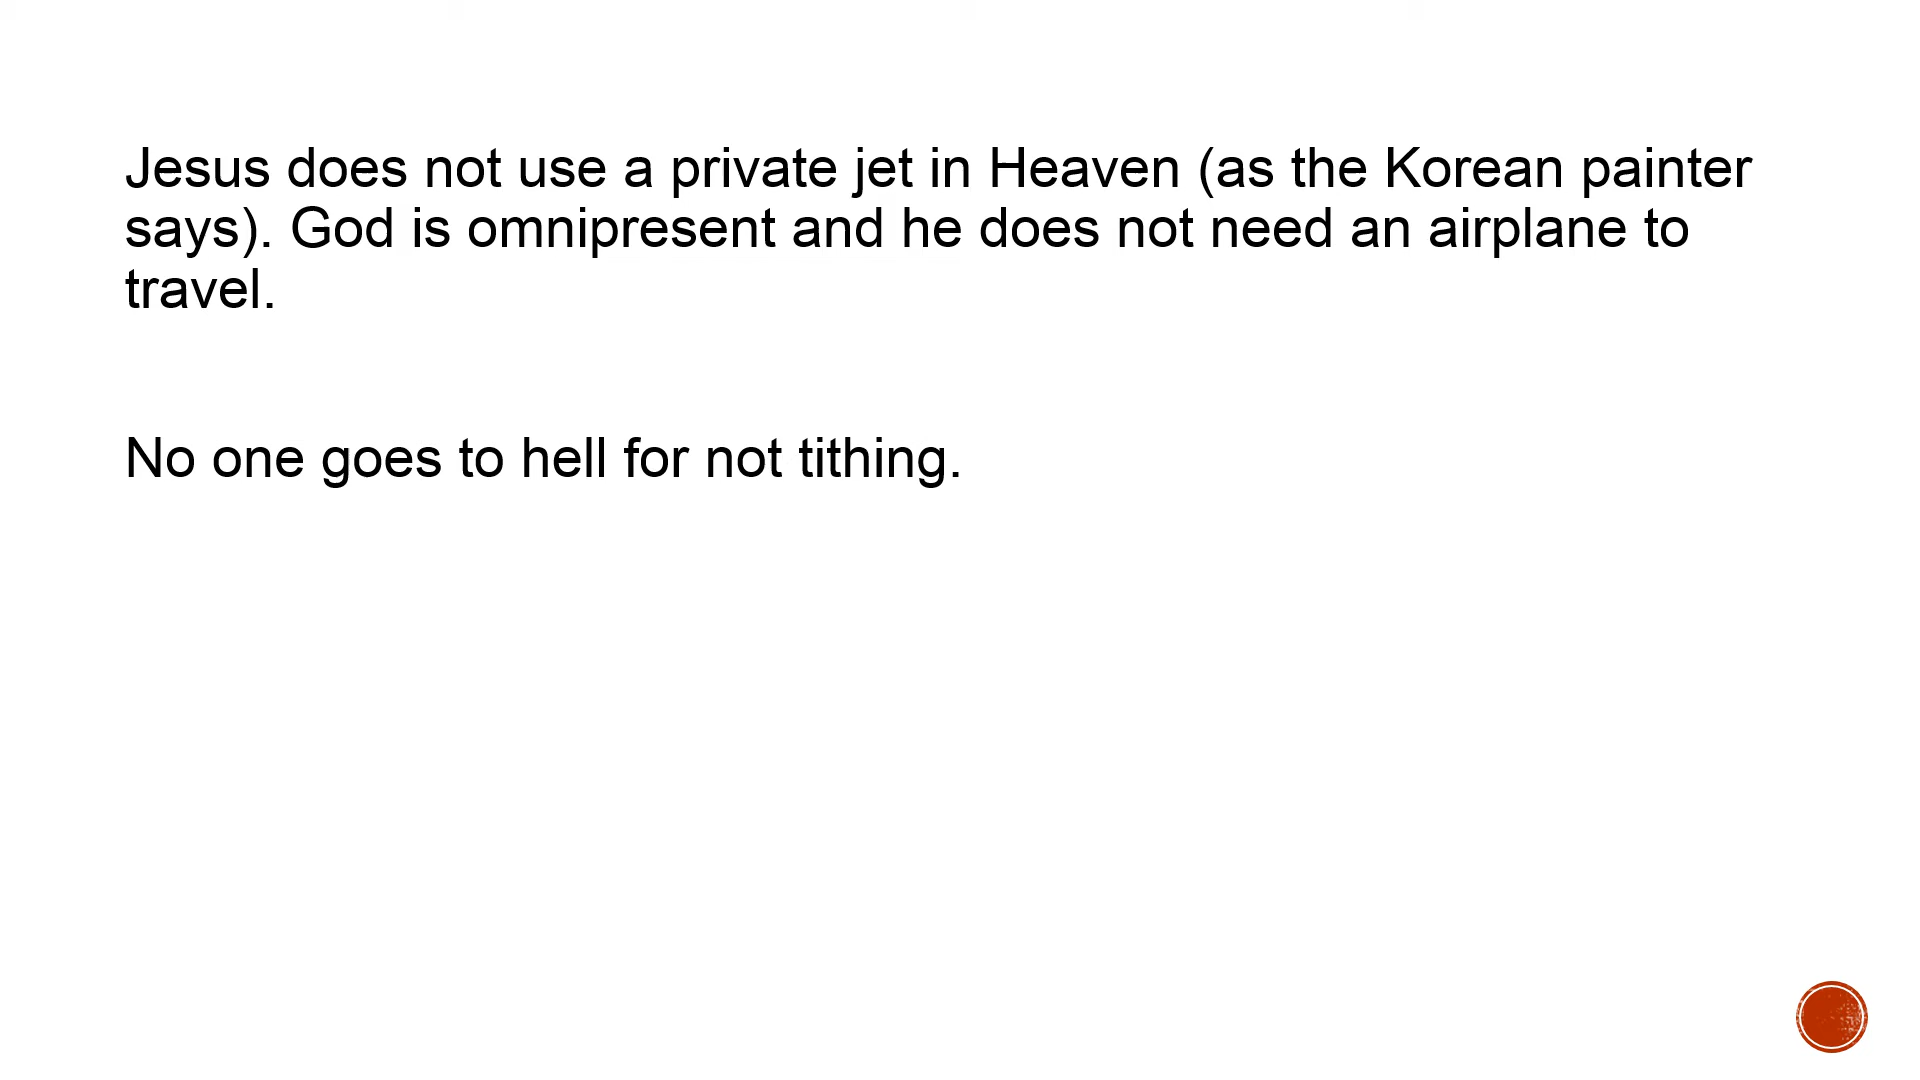 Jesus does not use a private jet in Heaven (as the Korean painter
says). God is omnipresent and he does not need an airplane to
travel.
No one goes to hell for not tithing.